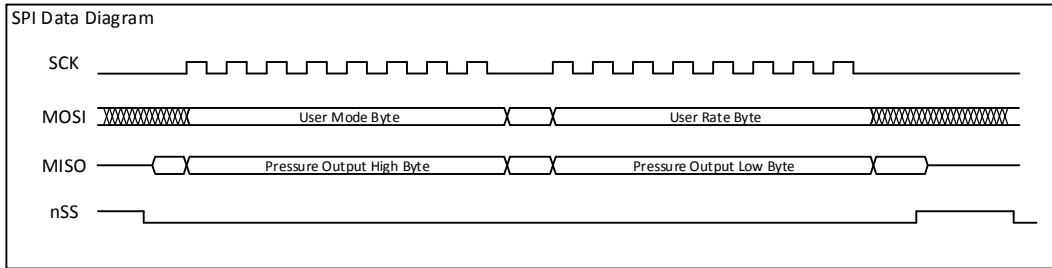 SPI Data Diagram
SCK
MOSI
User Mode Byte
User Rate Byte
MISO
Pressure Output High Byte
Pressure Output Low Byte
nSS